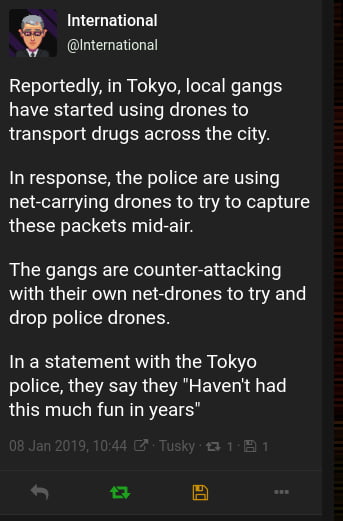 International
@International
Reportedly, in Tokyo, local gangs
have started using drones to
transport drugs across the city.
In response, the police are using
net-carrying drones to try to capture
these packets mid-air.
The gangs are counter-attacking
with their own net-drones to try and
drop police drones.
In a statement with the Tokyo
police, they say they "Haven't had
this much fun in years"
08 Jan 2019, 10:44 · Tusky · 1 · 1